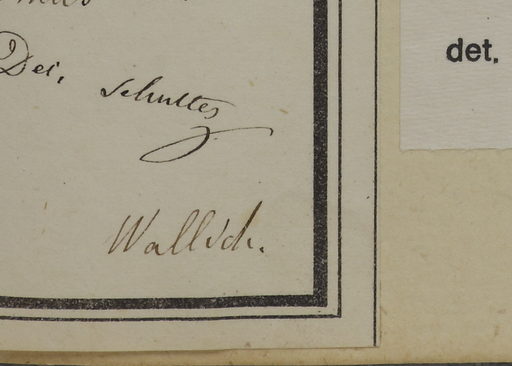 Dei. Schultes
Wallich.
det.